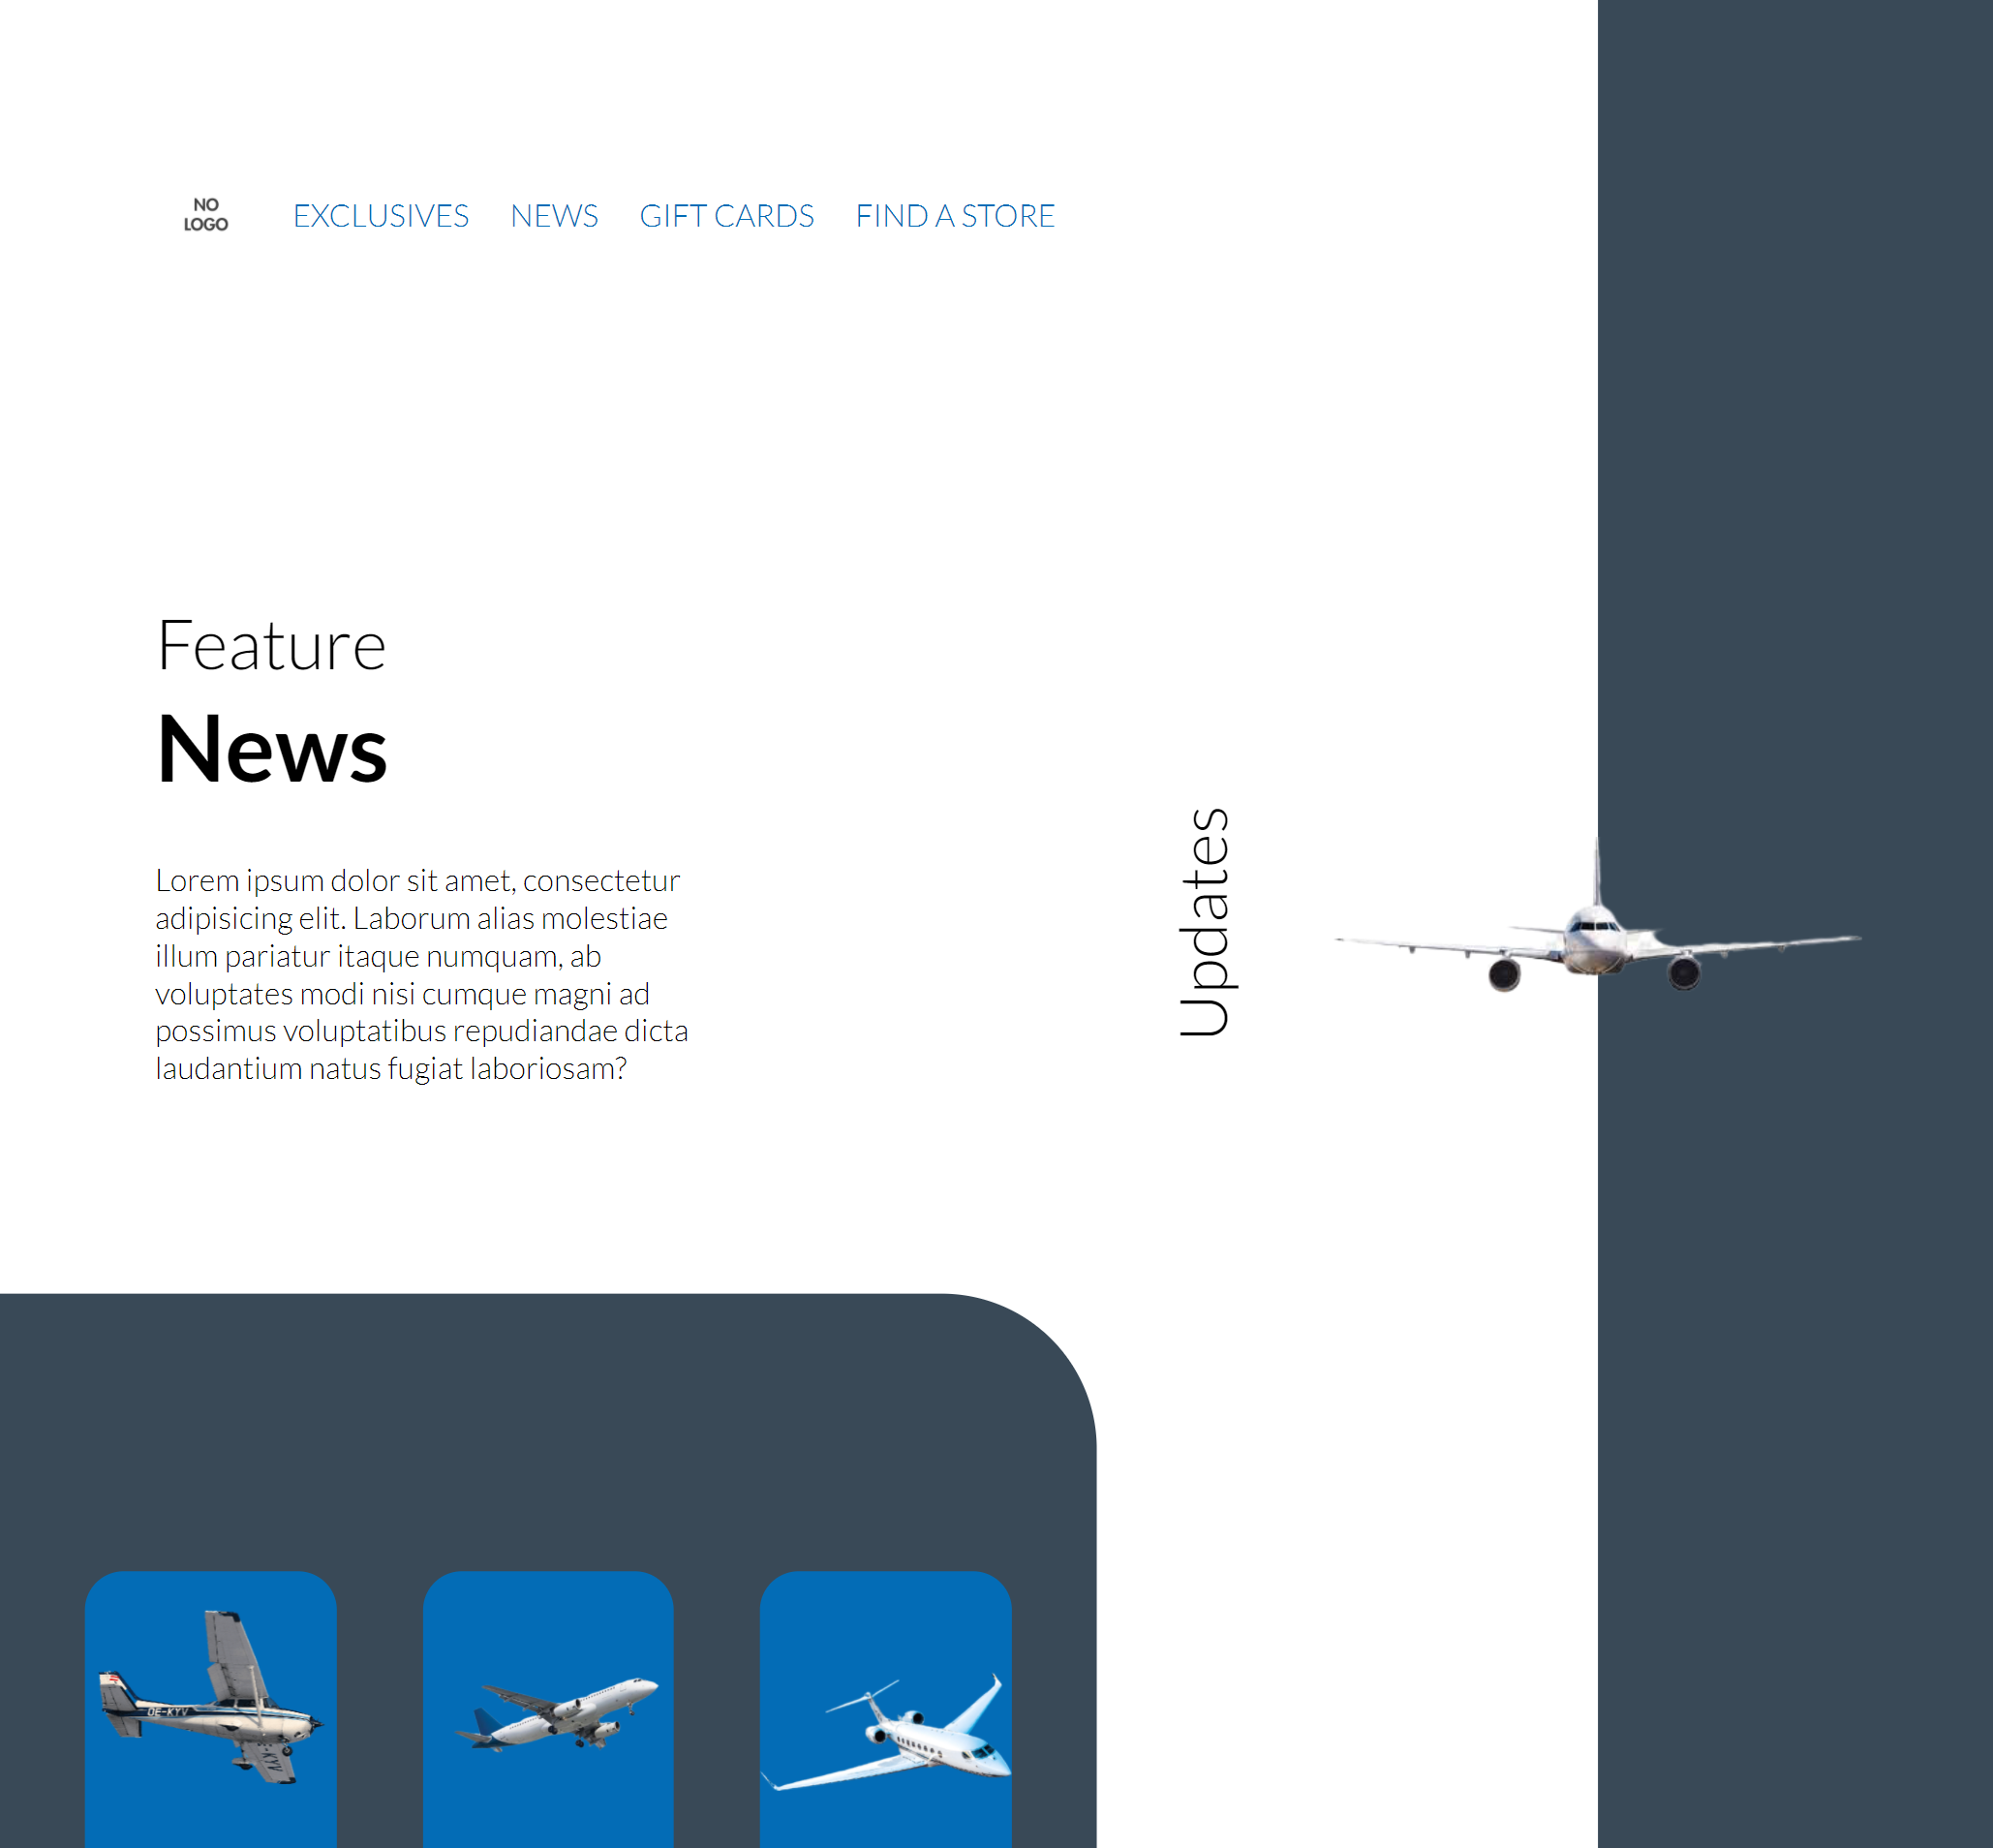 NO
LOGO
EXCLUSIVES NEWS GIFT CARDS FIND A STORE
Feature
News
Lorem ipsum dolor sit amet, consectetur
adipisicing elit. Laborum alias molestiae
illum pariatur itaque numquam, ab
voluptates modi nisi cumque magni ad
possimus voluptatibus repudiandae dicta
laudantium natus fugiat laboriosam?
Updates
OE-KYV